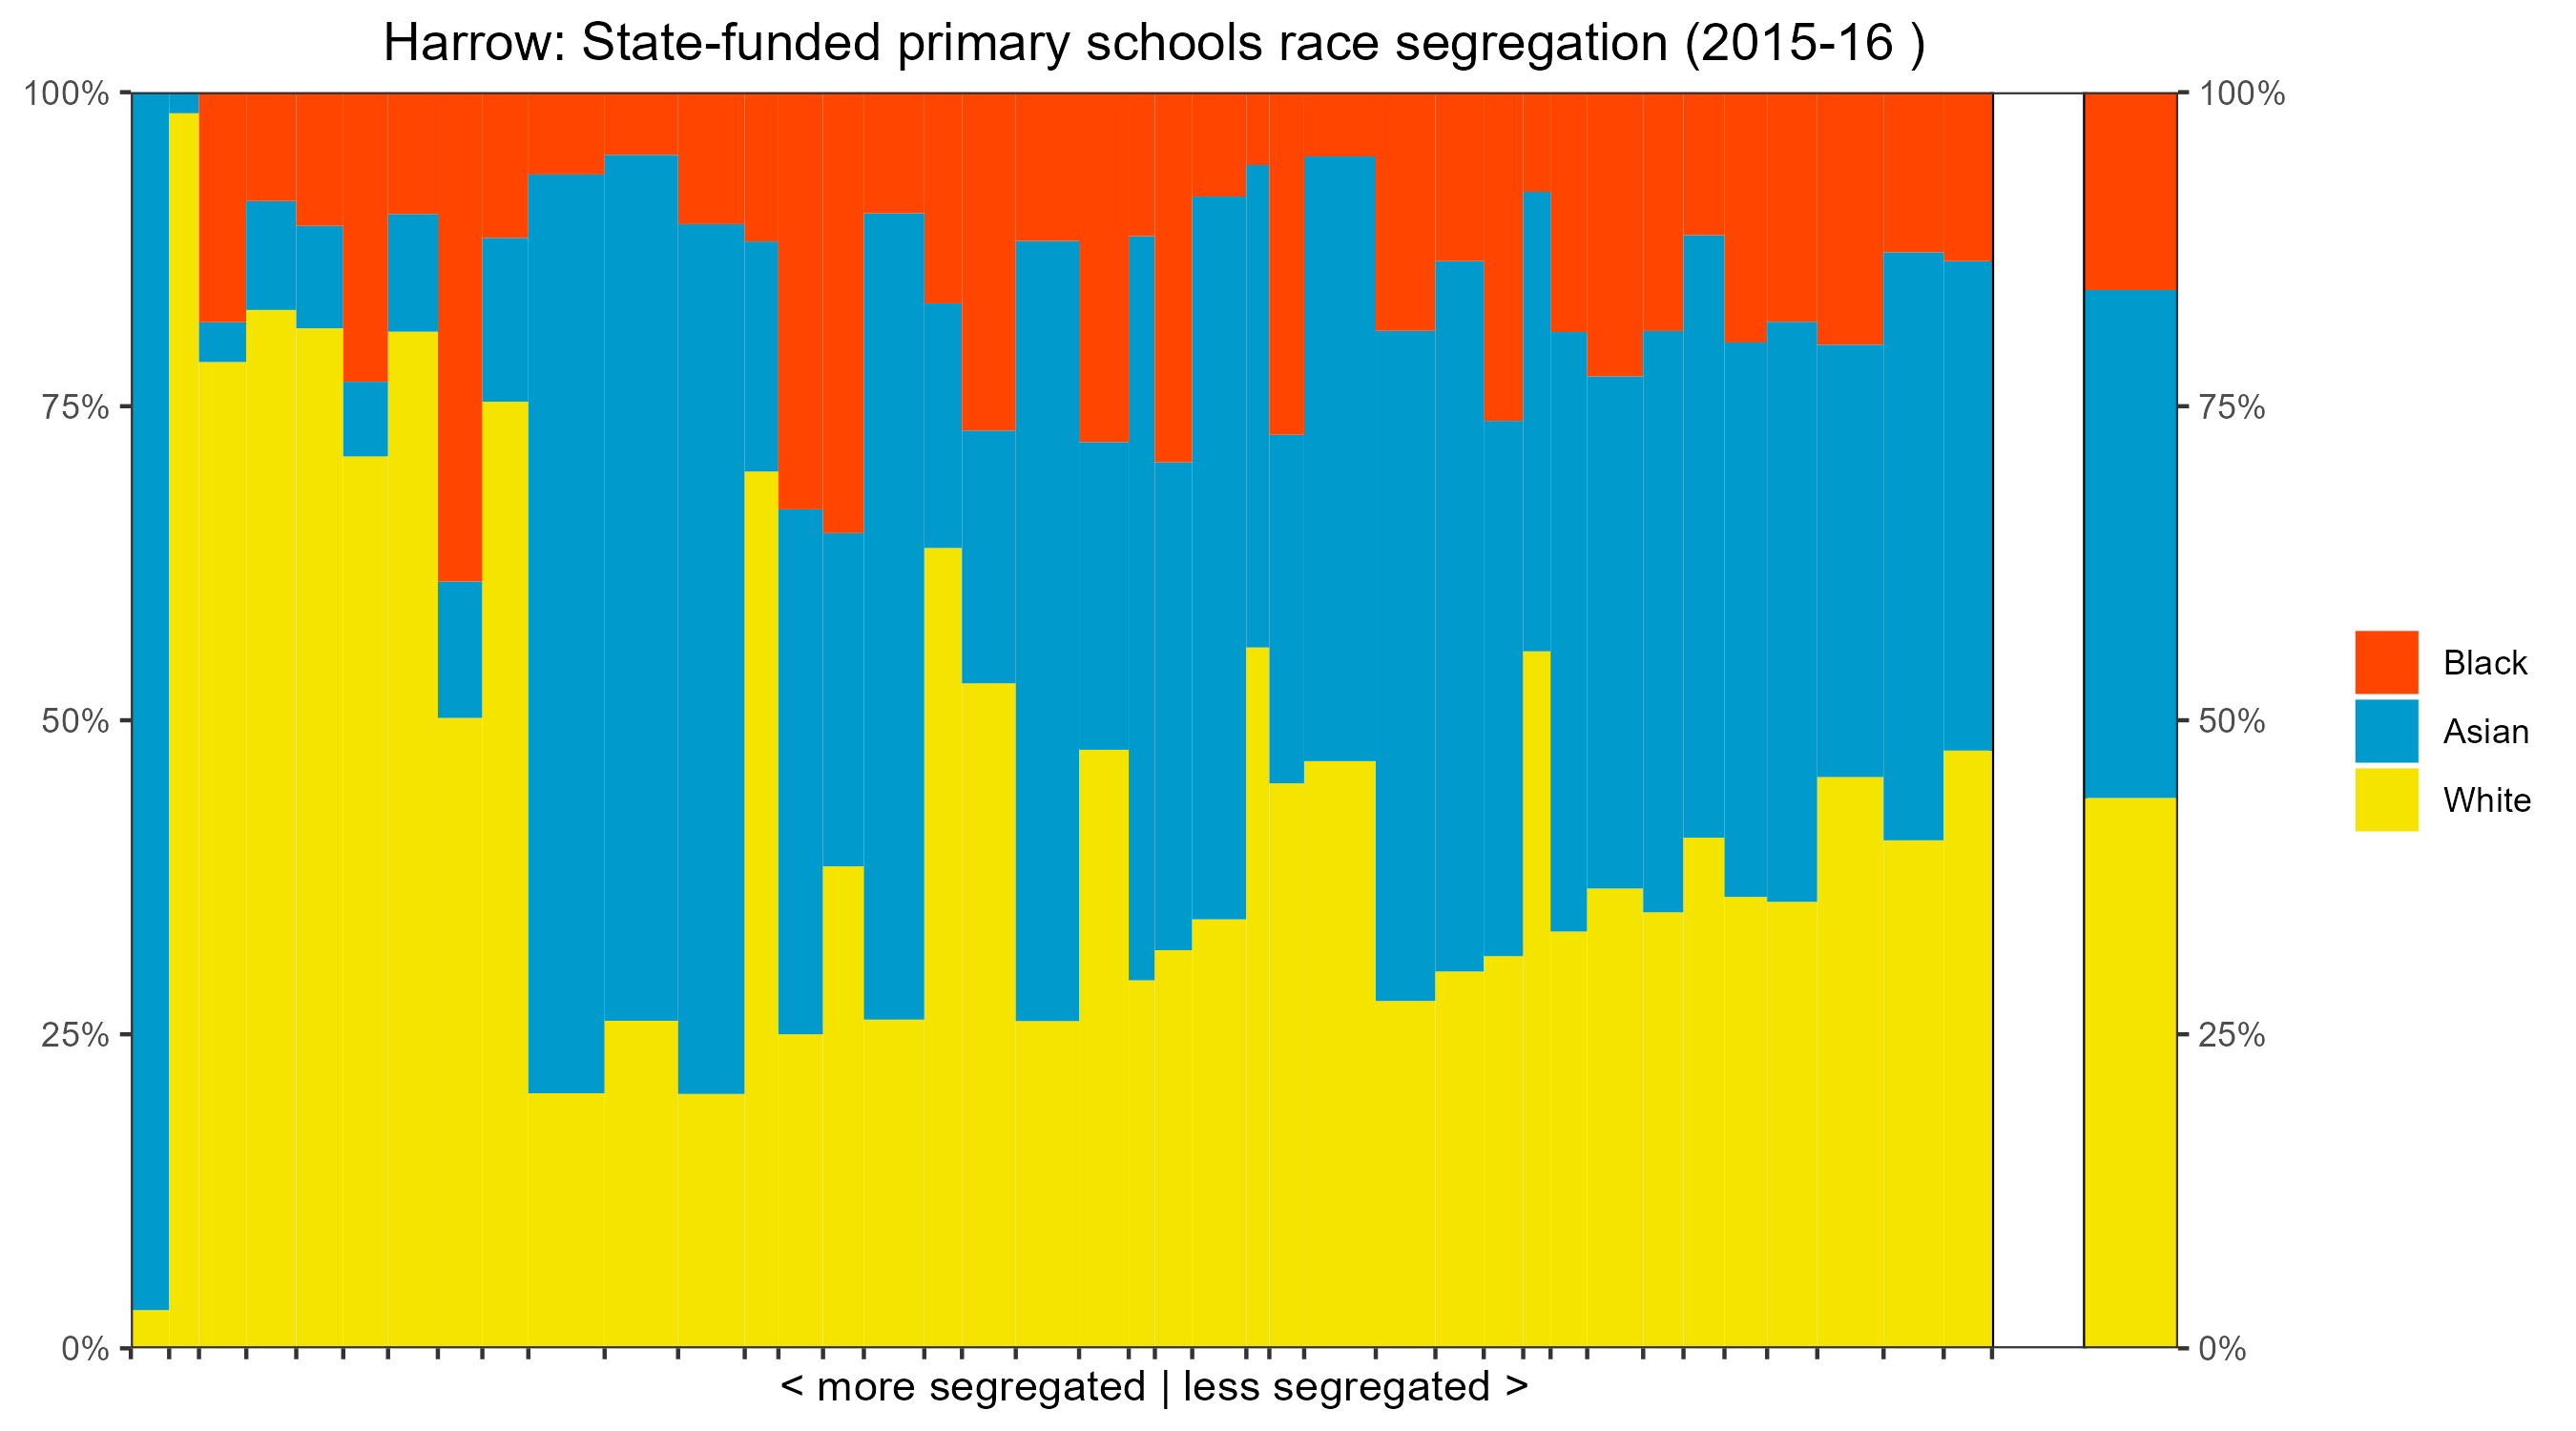 Harrow: State-funded primary schools race segregation (2015-16 )
100%
100%
75%
75%
50%
50%
25%
25%
0%
0%
Black
Asian
White
< more segregated | less segregated >